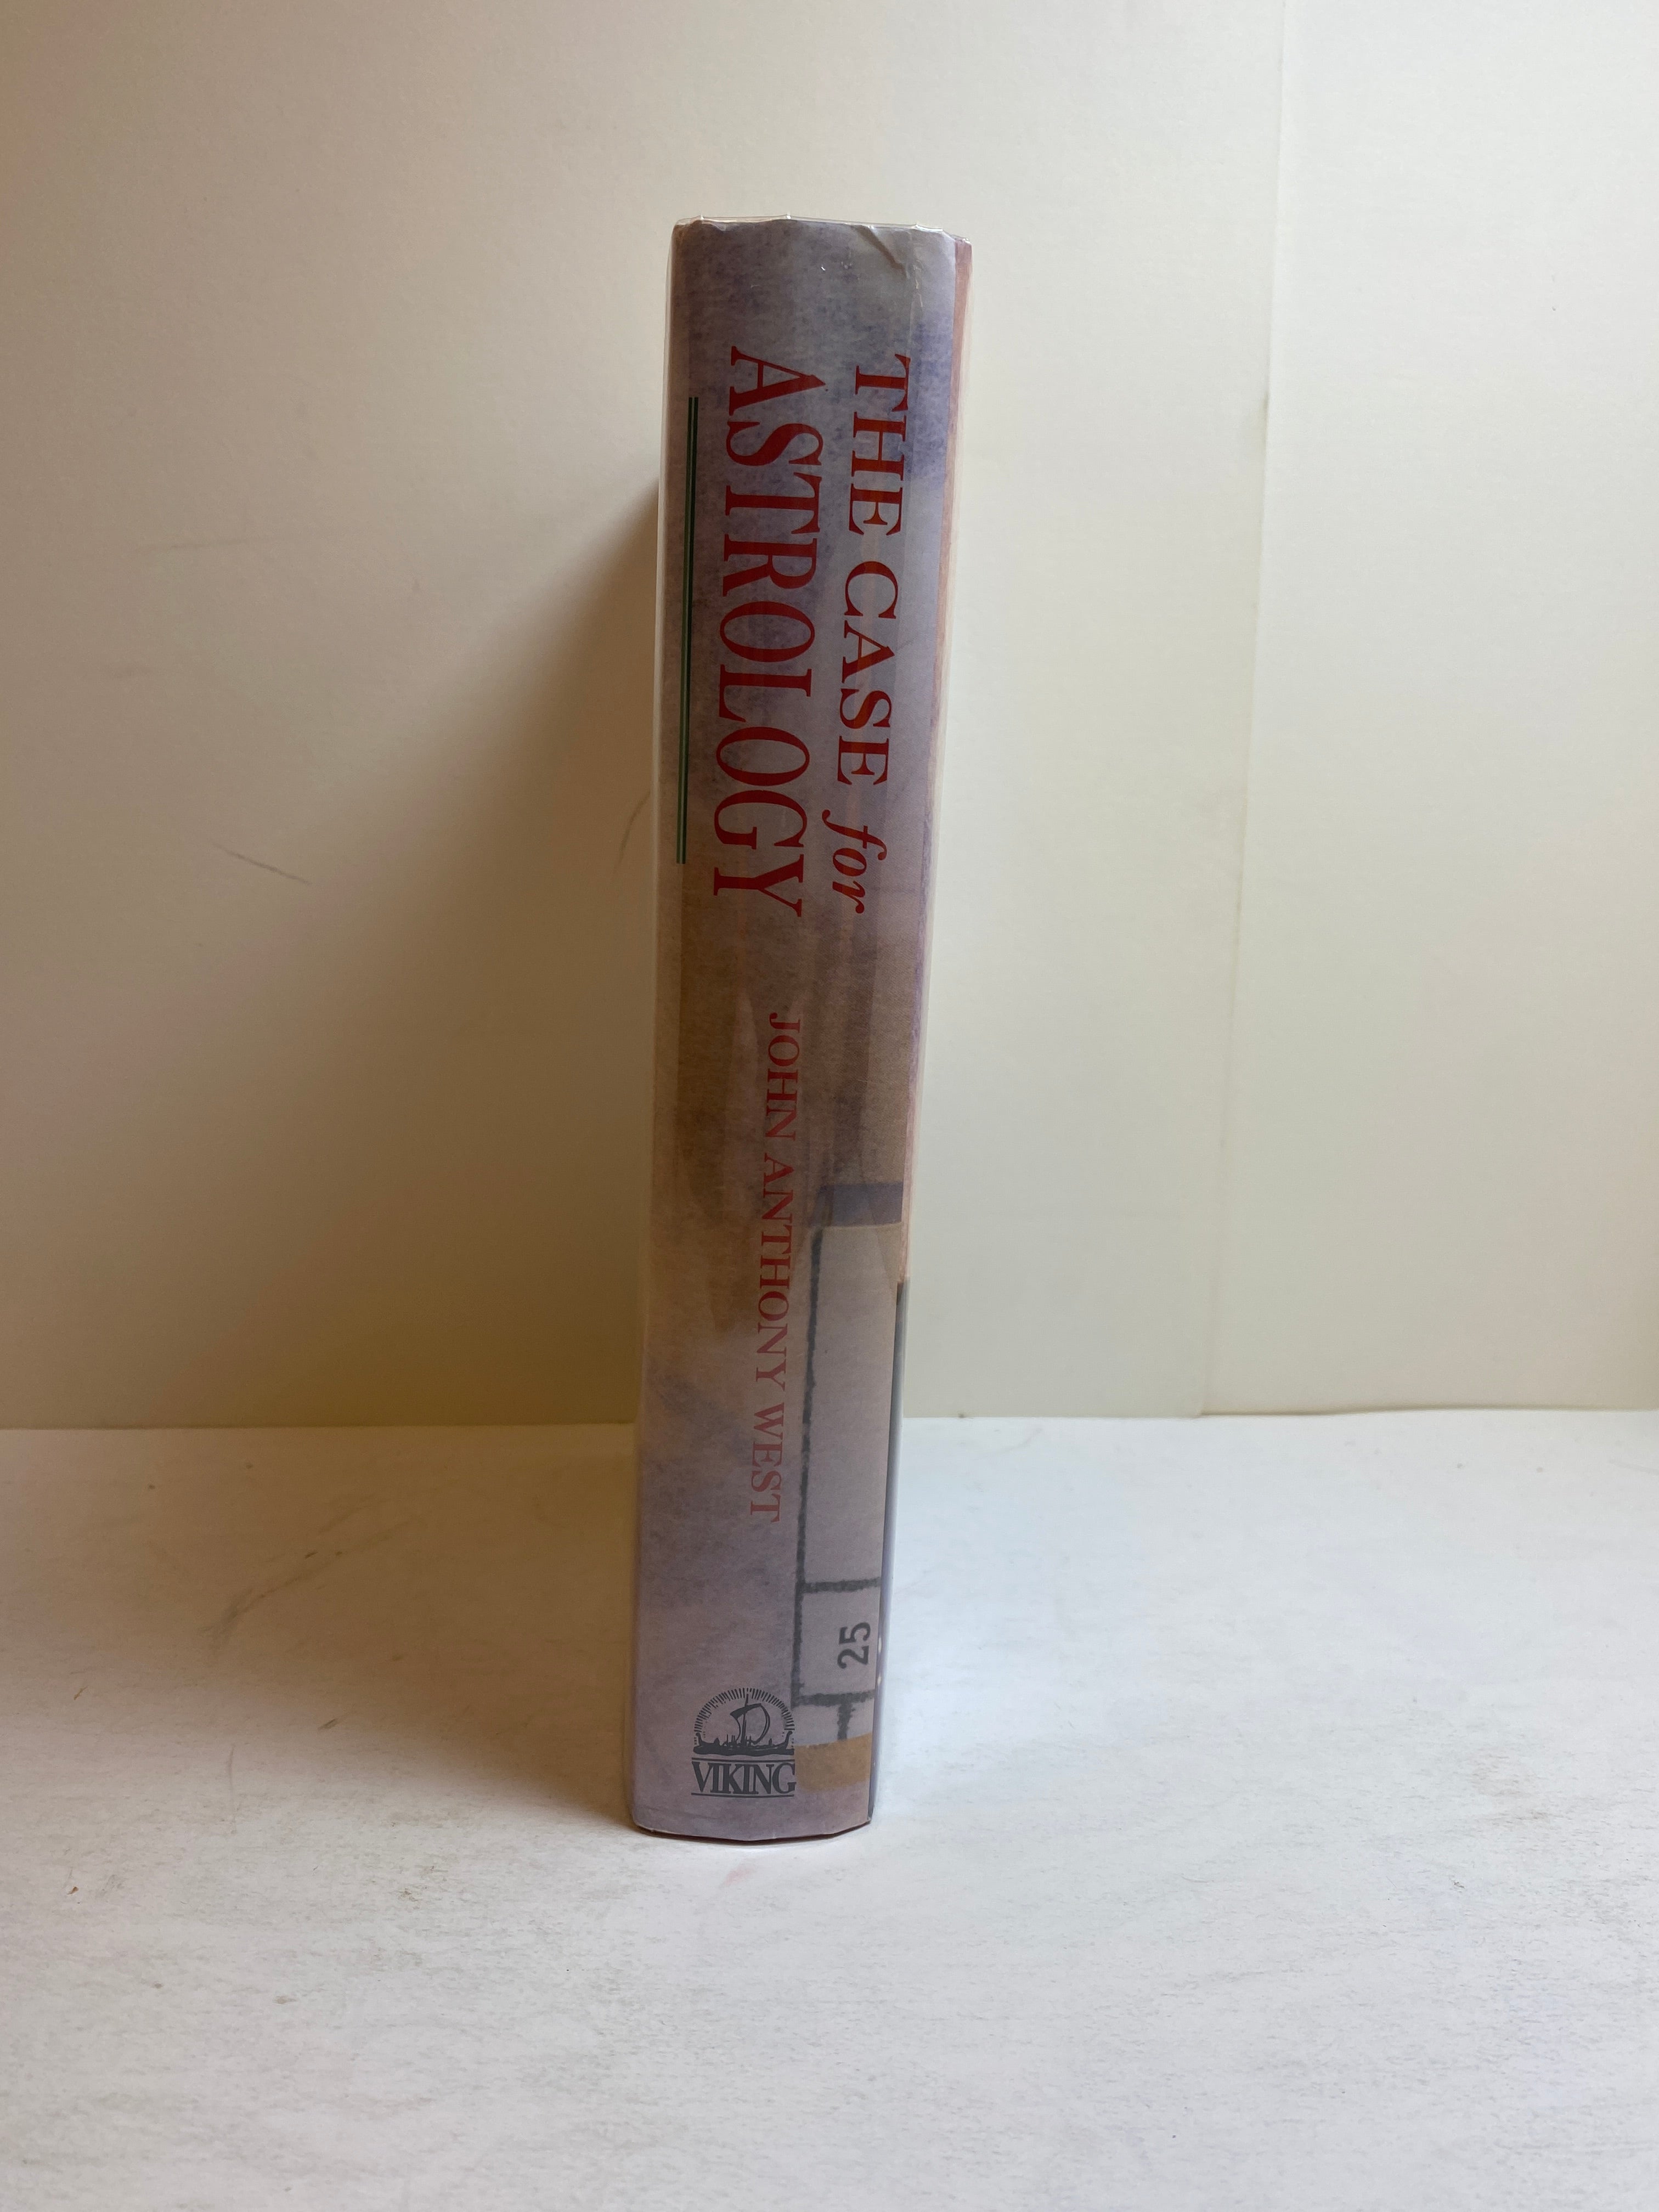 THE CASE for
ASTROLOGY
JOHN ANTHONY WEST
25
VIKING